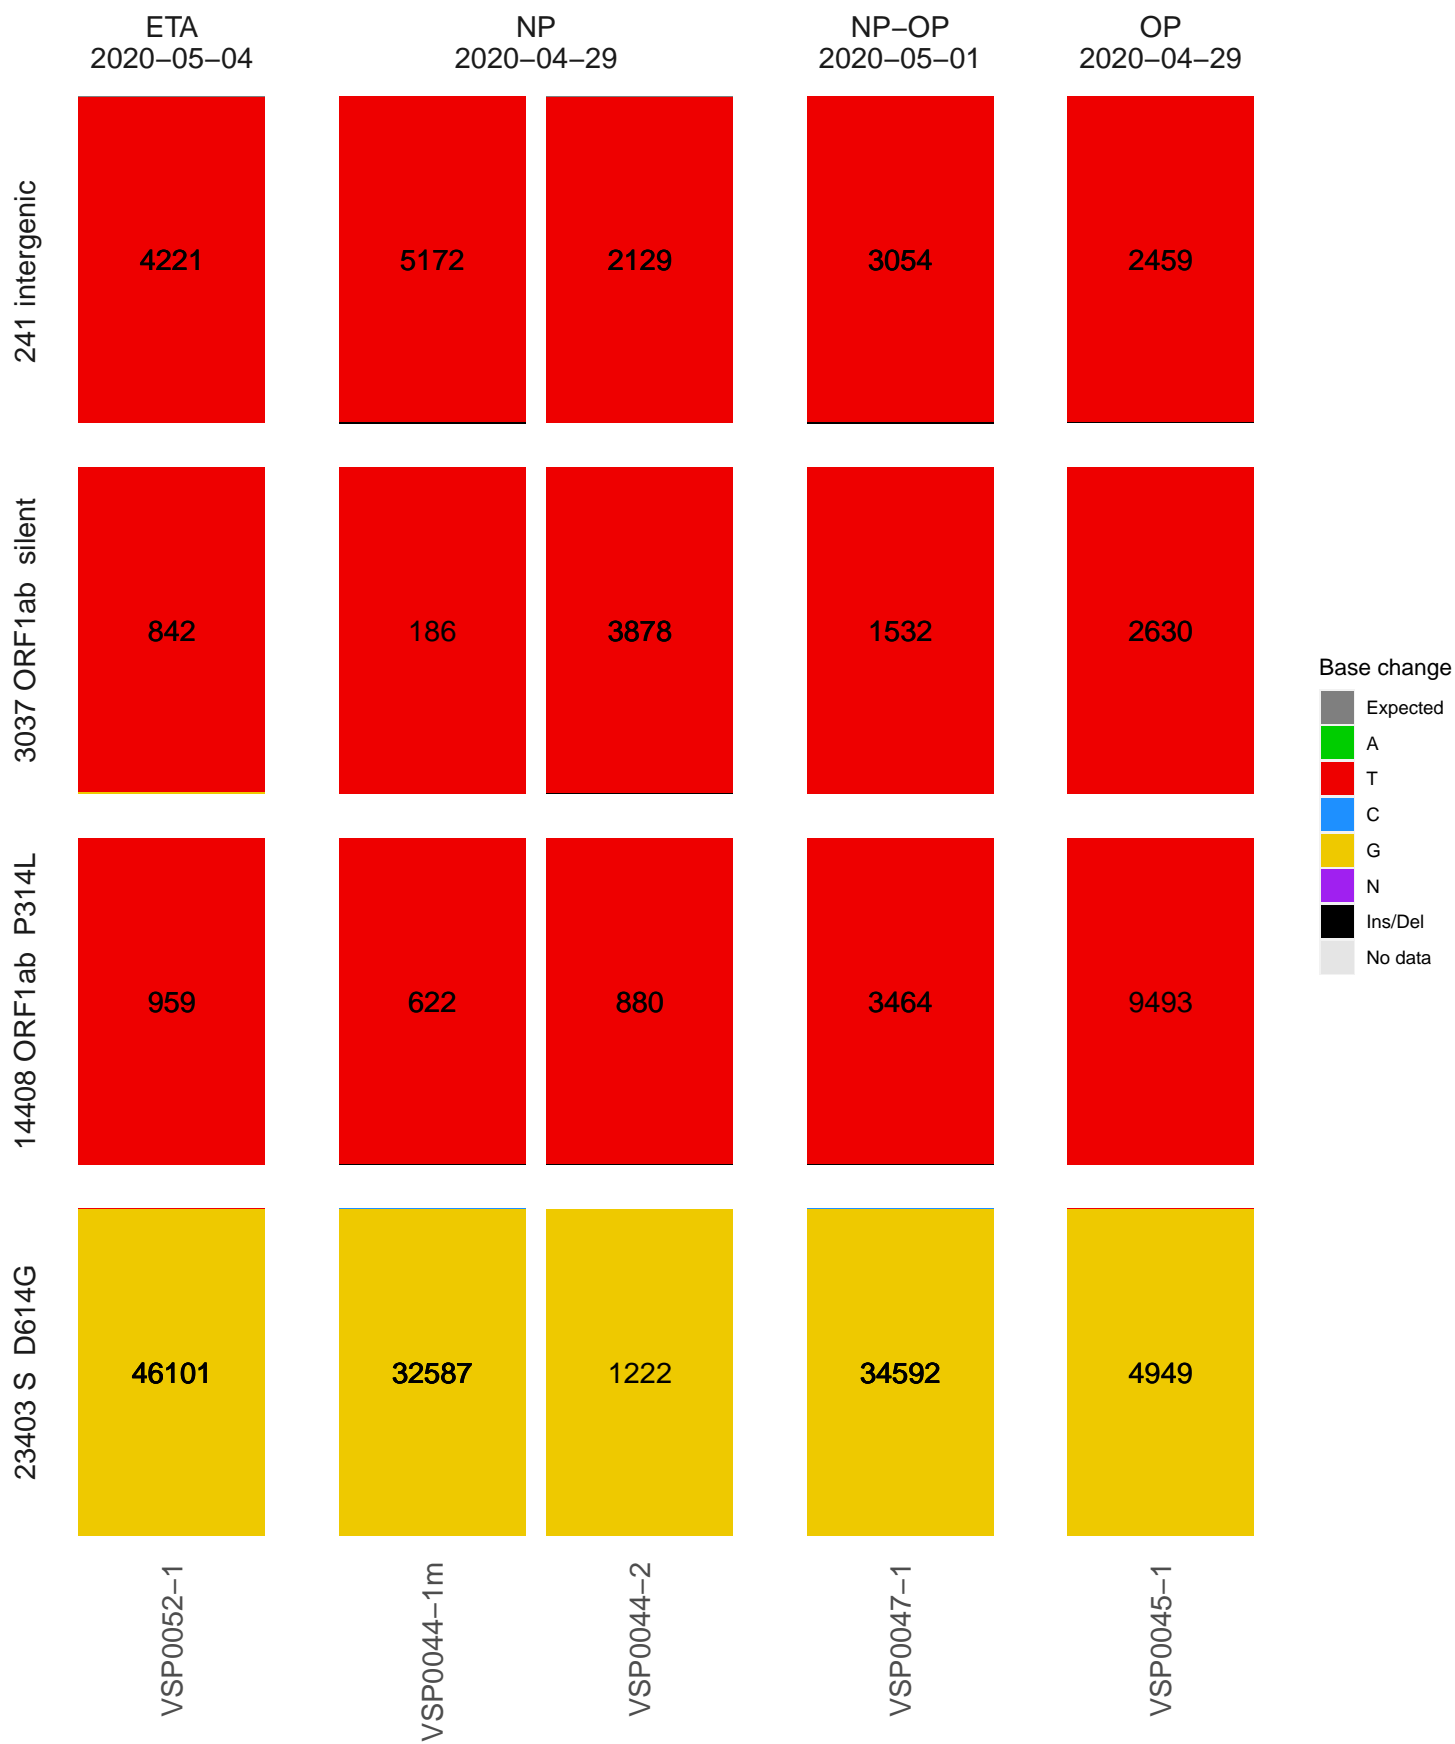 ETA
2020−05−04
NP
2020−04−29
NP−OP
2020−05−01
OP
2020−04−29
241 intergenic
4221
5172
2129
3054
2459
3037 ORF1ab silent
842
186
3878
1532
2630
14408 ORF1ab P314L
959
622
880
3464
9493
23403 S D614G
46101
32587
1222
34592
4949
VSP0052−1
VSP0044−1m
VSP0044−2
VSP0047−1
VSP0045−1
Base change
Expected
A
T
C
G
N
Ins/Del
No data